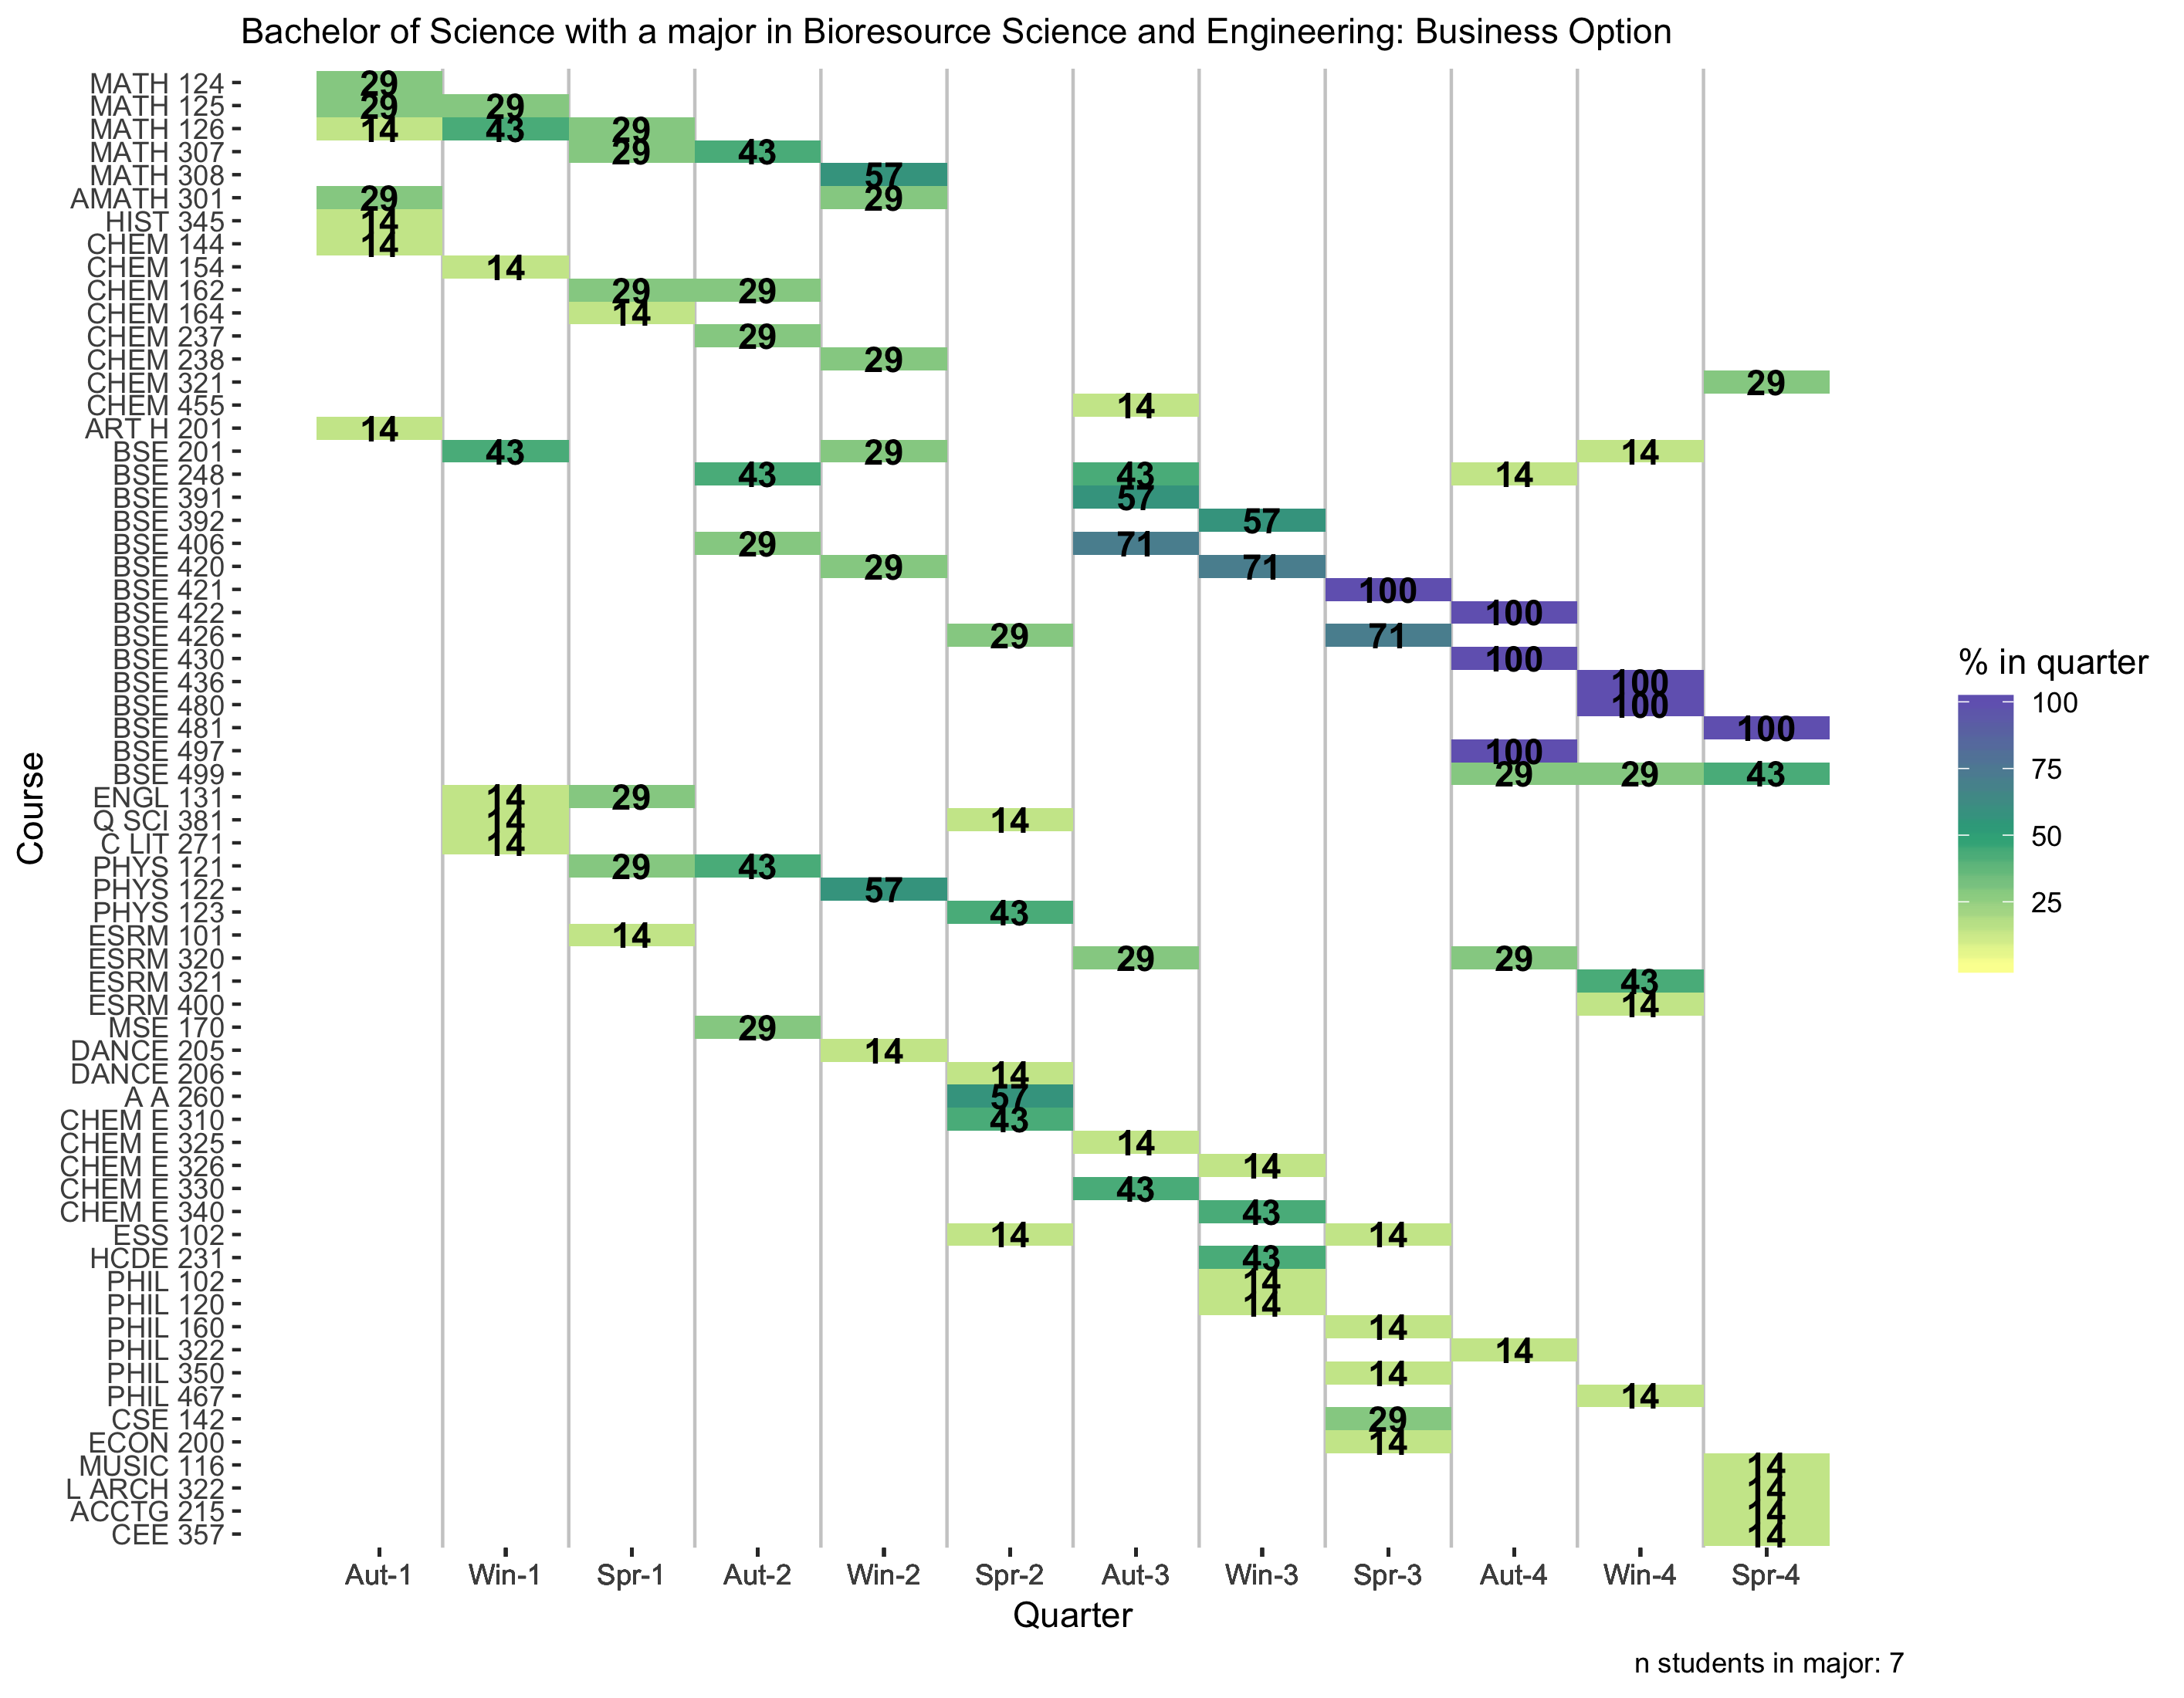 Bachelor of Science with a major in Bioresource Science and Engineering: Business Option
MATH 124 29
MATH 125 29 29
MATH 126 14 43 29
MATH 307 29 43
MATH 308 57
AMATH 301 29 29
HIST 345 14
CHEM 144 14
CHEM 154 14
CHEM 162 29 29
CHEM 164 14
CHEM 237 29
CHEM 238 29
CHEM 321 29
CHEM 455 14
ART H 201 14
BSE 201 43 29 14
BSE 248 43 43 14
BSE 391 57
BSE 392 57
BSE 406 29 71
BSE 420 29 71
BSE 421 100
BSE 422 100
BSE 426 29 71
BSE 430 100
BSE 436 100
BSE 480 100
BSE 481 100
BSE 497 100
BSE 499 29 29 43
ENGL 131 14 29
Q SCI 381 14 14
C LIT 271 14
PHYS 121 29 43
PHYS 122 57
PHYS 123 43
ESRM 101 14
ESRM 320 29 29
ESRM 321 43
ESRM 400 14
MSE 170 29
DANCE 205 14
DANCE 206 14
A A 260 57
CHEM E 310 43
CHEM E 325 14
CHEM E 326 14
CHEM E 330 43
CHEM E 340 43
ESS 102 14 14
HCDE 231 43
PHIL 102 14
PHIL 120 14
PHIL 160 14
PHIL 322 14
PHIL 350 14
PHIL 467 14
CSE 142 29
ECON 200 14
MUSIC 116 14
L ARCH 322 14
ACCTG 215 14
CEE 357 14
Course
Aut-1 Win-1 Spr-1 Aut-2 Win-2 Spr-2 Aut-3 Win-3 Spr-3 Aut-4 Win-4 Spr-4
Quarter
% in quarter
100
75
50
25
n students in major: 7